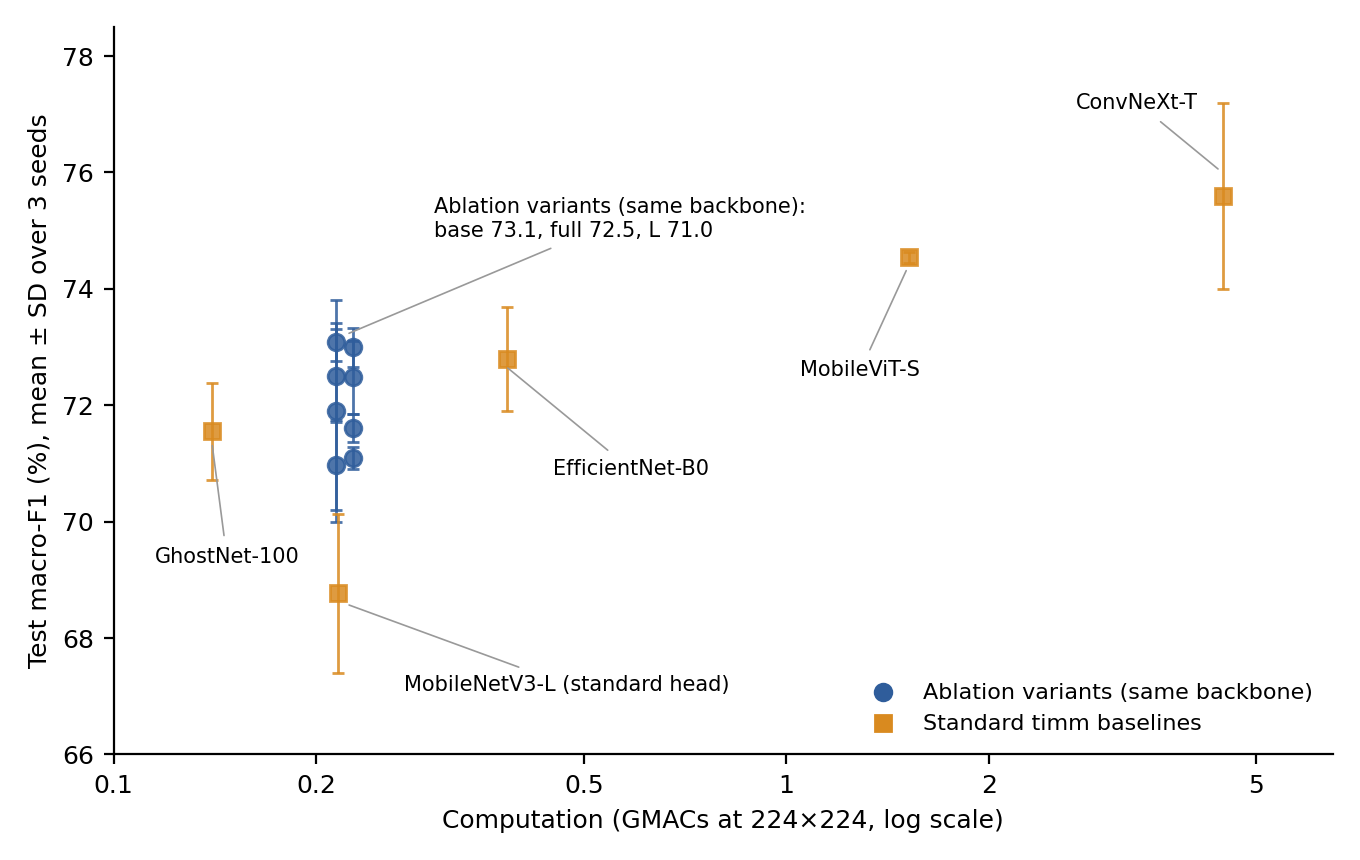 78
76
74
72
70
68
66
Test macro-F1 (%), mean ± SD over 3 seeds
ConvNeXt-T
Ablation variants (same backbone):
base 73.1, full 72.5, L 71.0
MobileViT-S
EfficientNet-B0
GhostNet-100
MobileNetV3-L (standard head)
Ablation variants (same backbone)
Standard timm baselines
0.1 0.2 0.5 1 2 5
Computation (GMACs at 224×224, log scale)